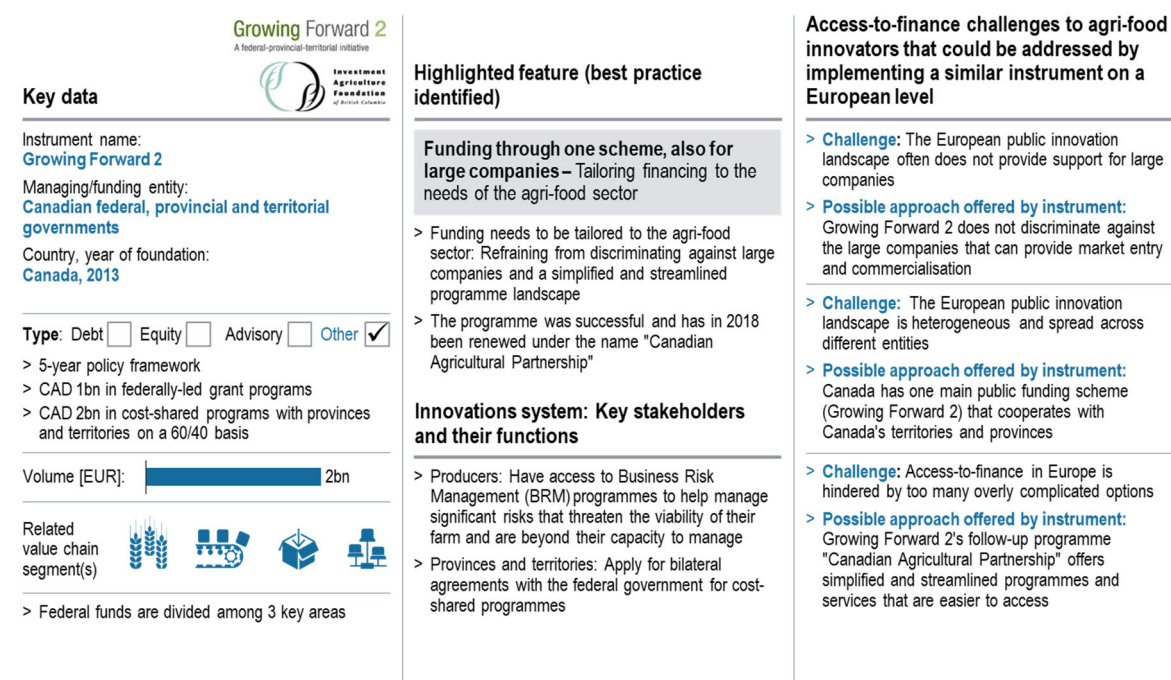 Growing Forward 2
A federal-provincial-territorial initiative
Investment
Agriculture
Foundation
of British Columbia
Key data
Instrument name:
Growing Forward 2
Managing/funding entity:
Canadian federal, provincial and territorial
governments
Country, year of foundation:
Canada, 2013
Type: Debt Equity Advisory Other ✓
> 5-year policy framework
> CAD 1bn in federally-led grant programs
> CAD 2bn in cost-shared programs with provinces
and territories on a 60/40 basis
Volume [EUR]: 2bn
Related
value chain
segment(s)
> Federal funds are divided among 3 key areas
Highlighted feature (best practice
identified)
Funding through one scheme, also for
large companies – Tailoring financing to the
needs of the agri-food sector
> Funding needs to be tailored to the agri-food
sector: Refraining from discriminating against large
companies and a simplified and streamlined
programme landscape
> The programme was successful and has in 2018
been renewed under the name "Canadian
Agricultural Partnership"
Innovations system: Key stakeholders
and their functions
> Producers: Have access to Business Risk
Management (BRM) programmes to help manage
significant risks that threaten the viability of their
farm and are beyond their capacity to manage
> Provinces and territories: Apply for bilateral
agreements with the federal government for cost-
shared programmes
Access-to-finance challenges to agri-food
innovators that could be addressed by
implementing a similar instrument on a
European level
> Challenge: The European public innovation
landscape often does not provide support for large
companies
> Possible approach offered by instrument:
Growing Forward 2 does not discriminate against
the large companies that can provide market entry
and commercialisation
> Challenge: The European public innovation
landscape is heterogeneous and spread across
different entities
> Possible approach offered by instrument:
Canada has one main public funding scheme
(Growing Forward 2) that cooperates with
Canada's territories and provinces
> Challenge: Access-to-finance in Europe is
hindered by too many overly complicated options
> Possible approach offered by instrument:
Growing Forward 2's follow-up programme
"Canadian Agricultural Partnership" offers
simplified and streamlined programmes and
services that are easier to access